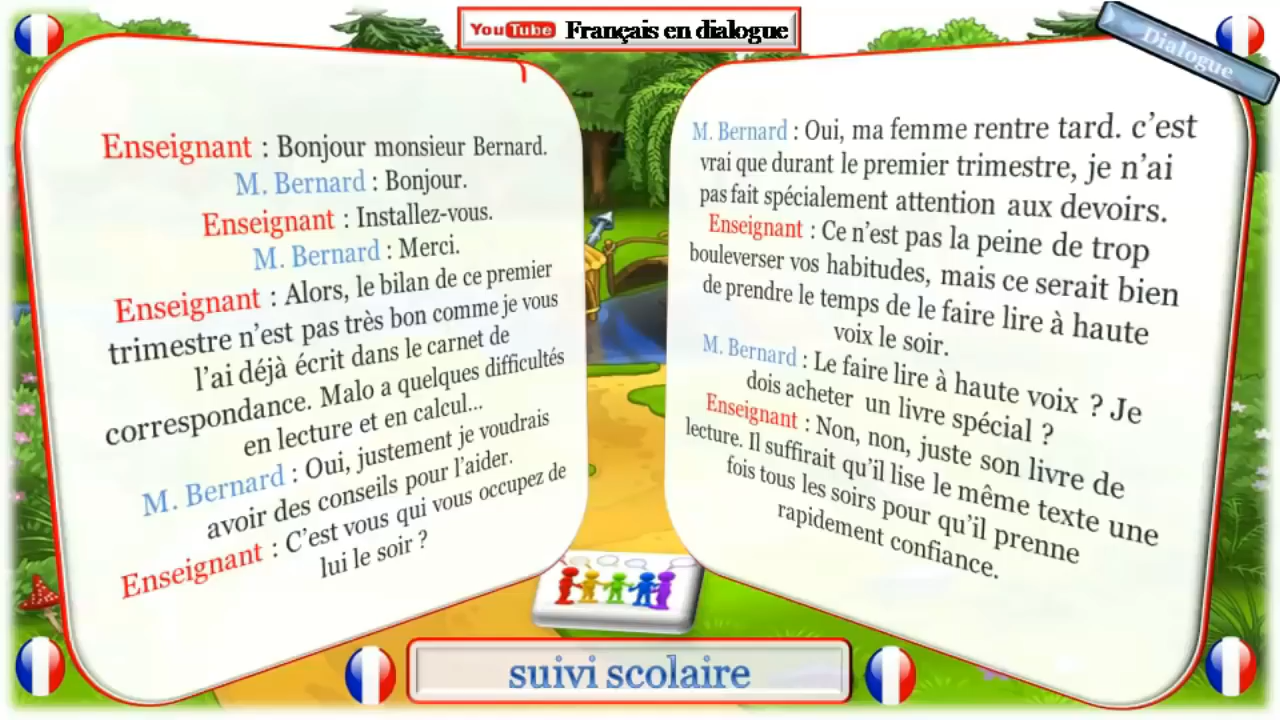 YouTube Français en dialogue
Dialogue
Enseignant : Bonjour monsieur Bernard.
M. Bernard : Bonjour.
Enseignant : Installez-vous.
M. Bernard : Merci.
Enseignant : Alors, le bilan de ce premier
trimestre n’est pas très bon comme je vous
l’ai déjà écrit dans le carnet de
correspondance. Malo a quelques difficultés
en lecture et en calcul...
M. Bernard : Oui, justement je voudrais
avoir des conseils pour l’aider.
Enseignant : C’est vous qui vous occupez de
lui le soir ?
M. Bernard : Oui, ma femme rentre tard. c’est
vrai que durant le premier trimestre, je n’ai
pas fait spécialement attention aux devoirs.
Enseignant : Ce n’est pas la peine de trop
bouleverser vos habitudes, mais ce serait bien
de prendre le temps de le faire lire à haute
voix le soir.
M. Bernard : Le faire lire à haute voix ? Je
dois acheter un livre spécial ?
Enseignant : Non, non, juste son livre de
lecture. Il suffirait qu’il lise le même texte une
fois tous les soirs pour qu’il prenne
rapidement confiance.
suivi scolaire